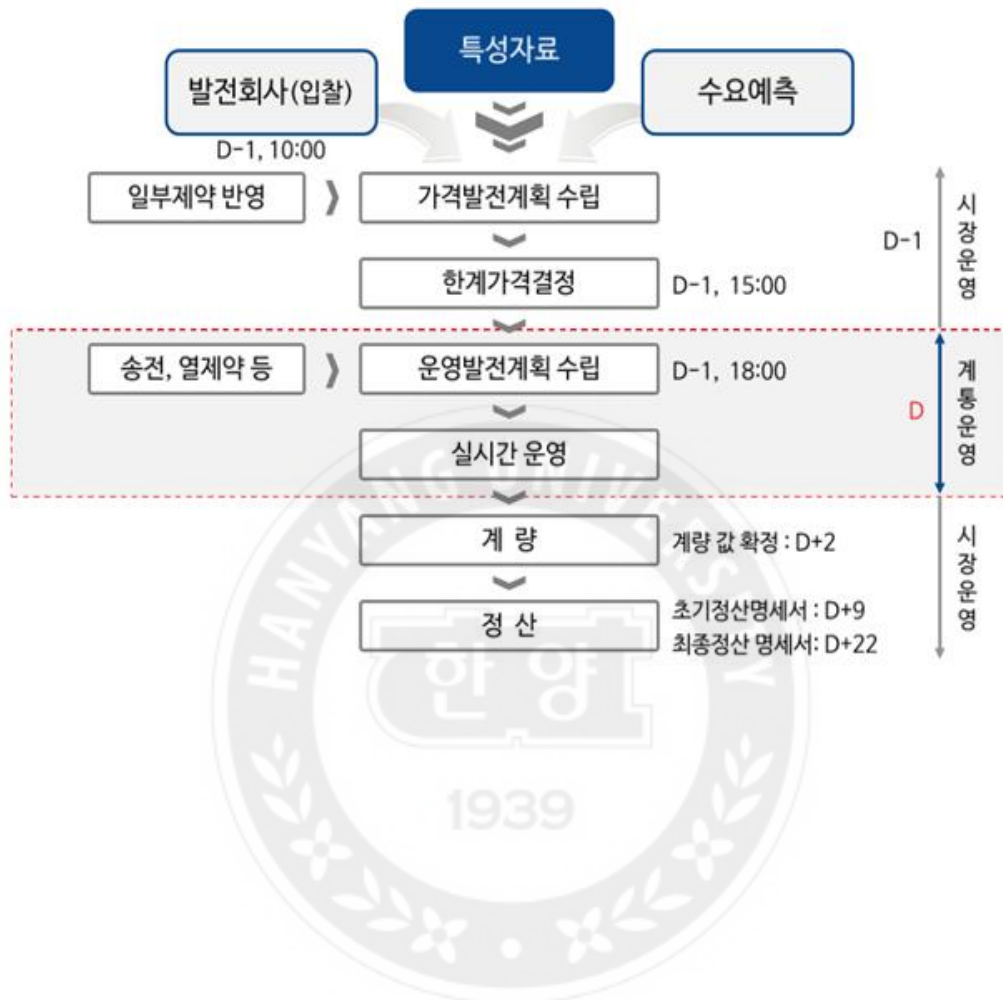 특성자료
발전회사(입찰)
수요예측
D-1, 10:00
일부제약 반영
가격발전계획 수립
D-1
시장운영
한계가격결정
D-1, 15:00
송전, 열제약 등
운영발전계획 수립
D-1, 18:00
D
계통운영
실시간 운영
계 량
계량 값 확정 : D+2
시장운영
정 산
초기정산명세서 : D+9
최종정산 명세서: D+22
HANYANG UNIVERSITY
한양
1939